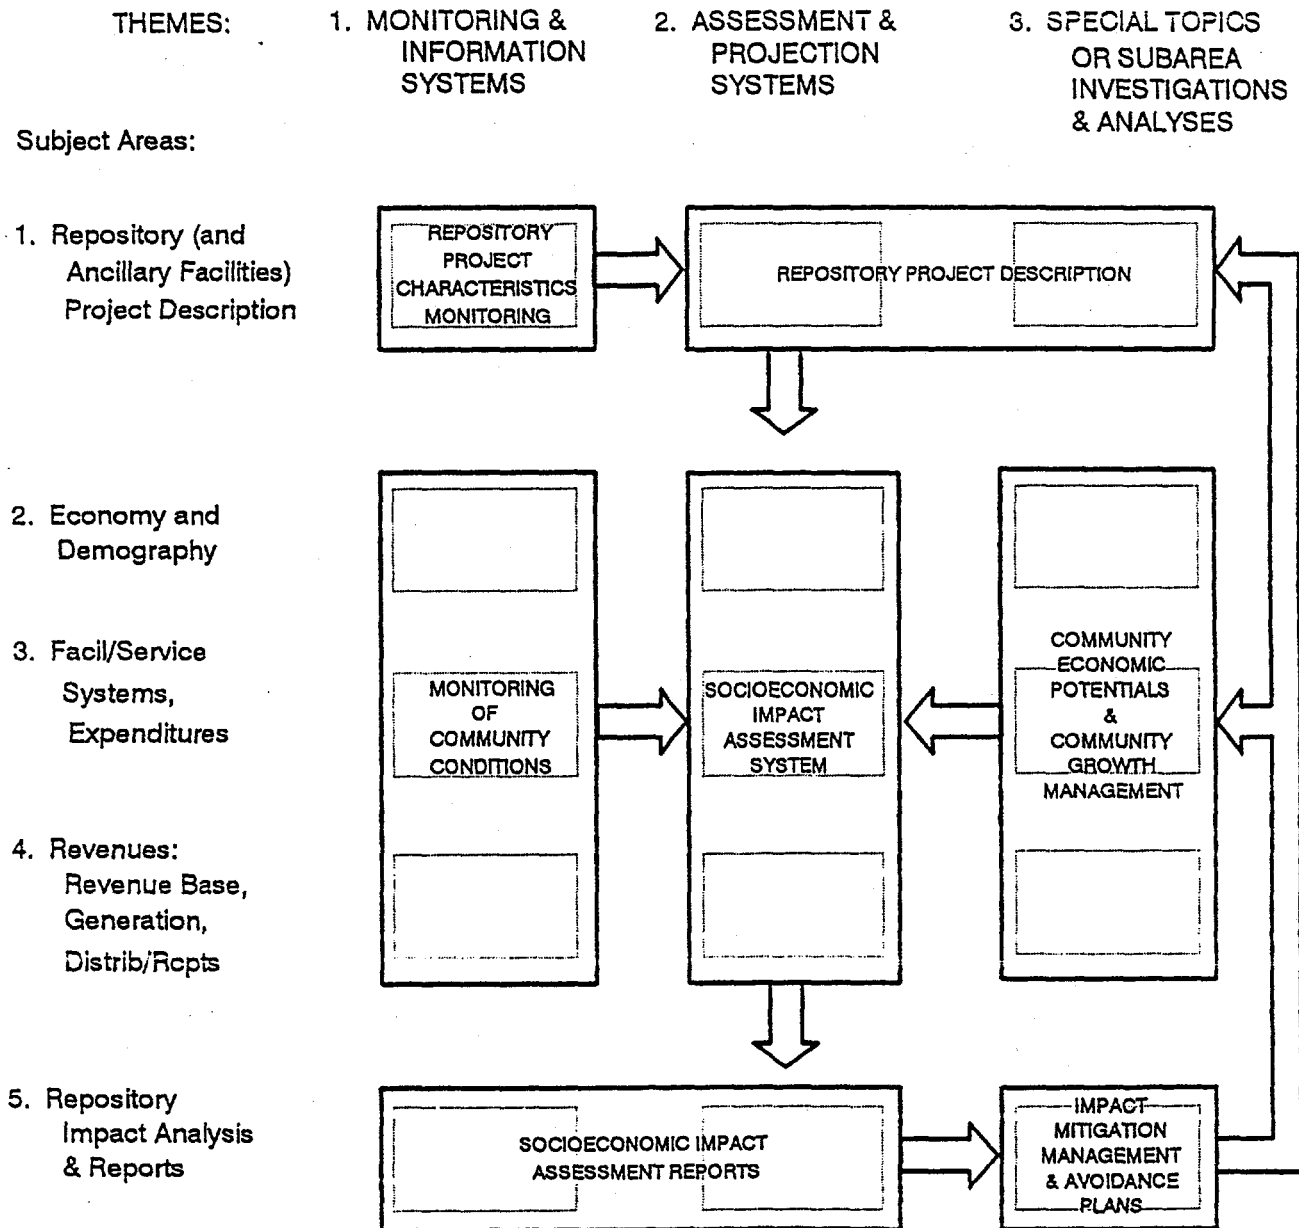 THEMES:
1. MONITORING &
INFORMATION
SYSTEMS
2. ASSESSMENT &
PROJECTION
SYSTEMS
3. SPECIAL TOPICS
OR SUBAREA
INVESTIGATIONS
& ANALYSES
Subject Areas:
1. Repository (and
Ancillary Facilities)
Project Description
REPOSITORY
PROJECT
CHARACTERISTICS
MONITORING
REPOSITORY PROJECT DESCRIPTION
2. Economy and
Demography
3. Facil/Service
Systems,
Expenditures
MONITORING
OF
COMMUNITY
CONDITIONS
SOCIOECONOMIC
IMPACT
ASSESSMENT
SYSTEM
COMMUNITY
ECONOMIC
POTENTIALS
&
COMMUNITY
GROWTH
MANAGEMENT
4. Revenues:
Revenue Base,
Generation,
Distrib/Rcpts
5. Repository
Impact Analysis
& Reports
SOCIOECONOMIC IMPACT
ASSESSMENT REPORTS
IMPACT
MITIGATION
MANAGEMENT
& AVOIDANCE
PLANS